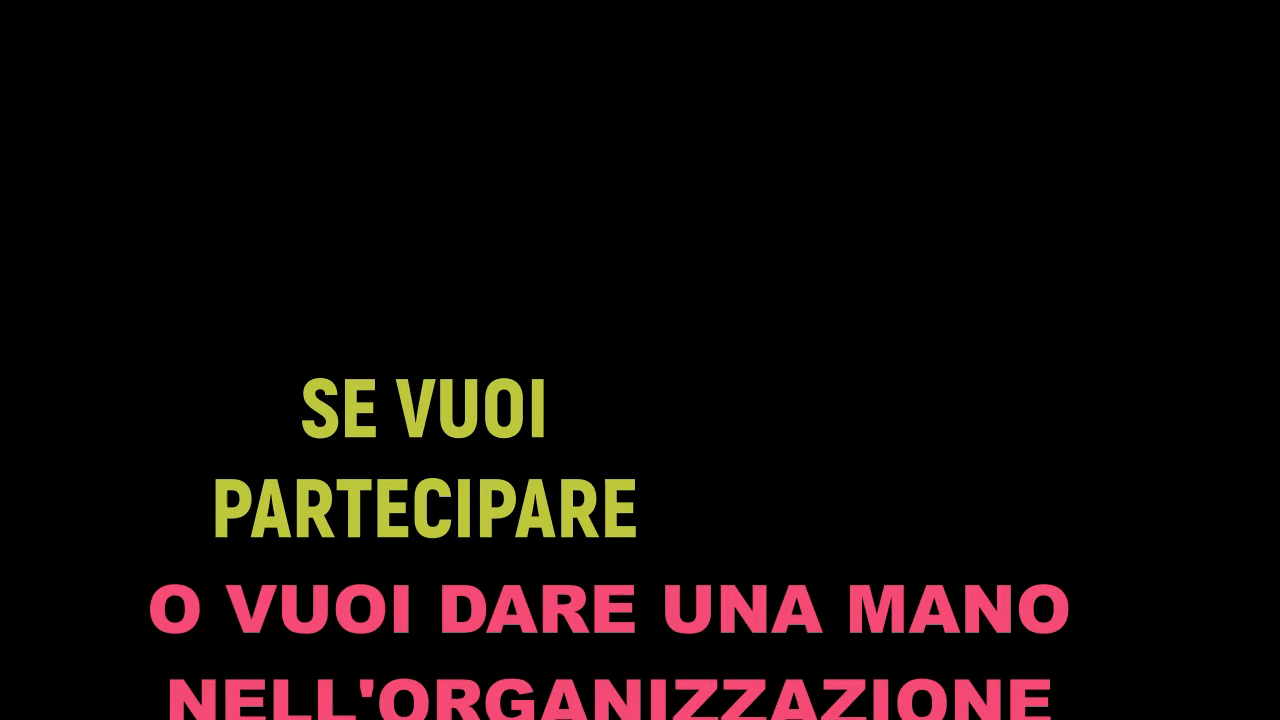 SE VUOI
PARTECIPARE
O VUOI DARE UNA MANO
NELL'ORGANIZZAZIONE